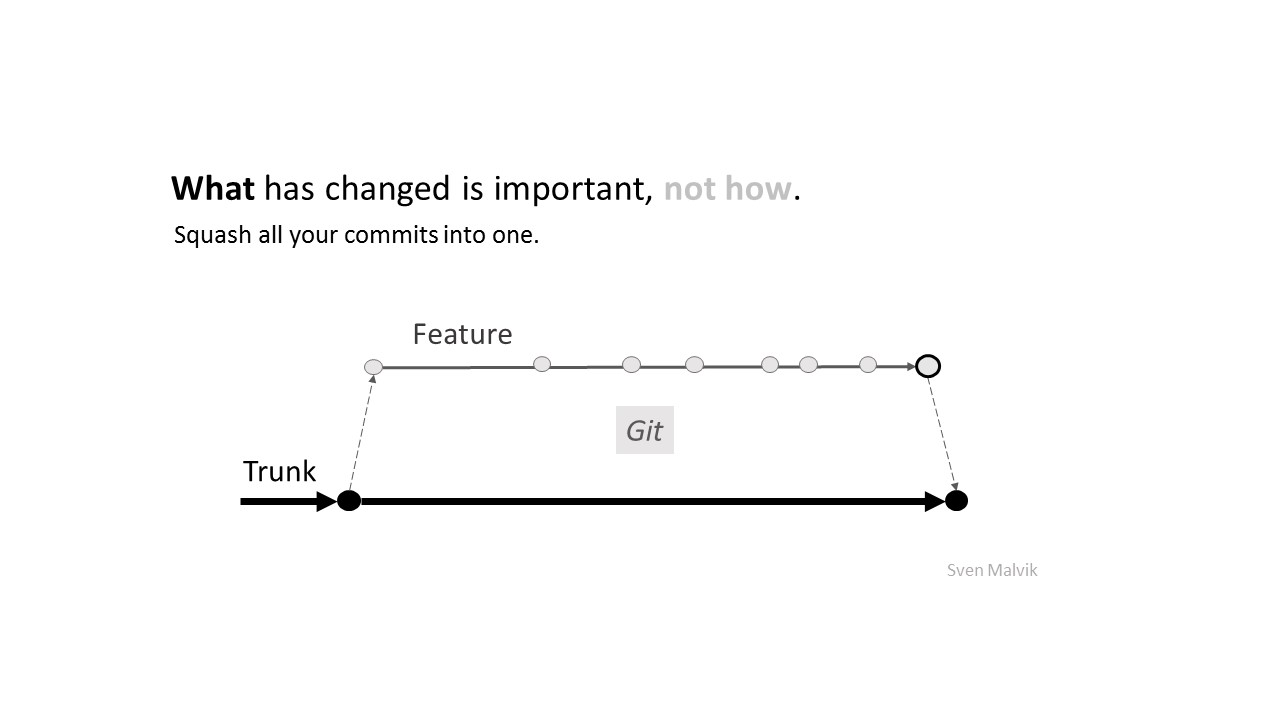 What has changed is important, not how.
Squash all your commits into one.
Feature
Git
Trunk
Sven Malvik